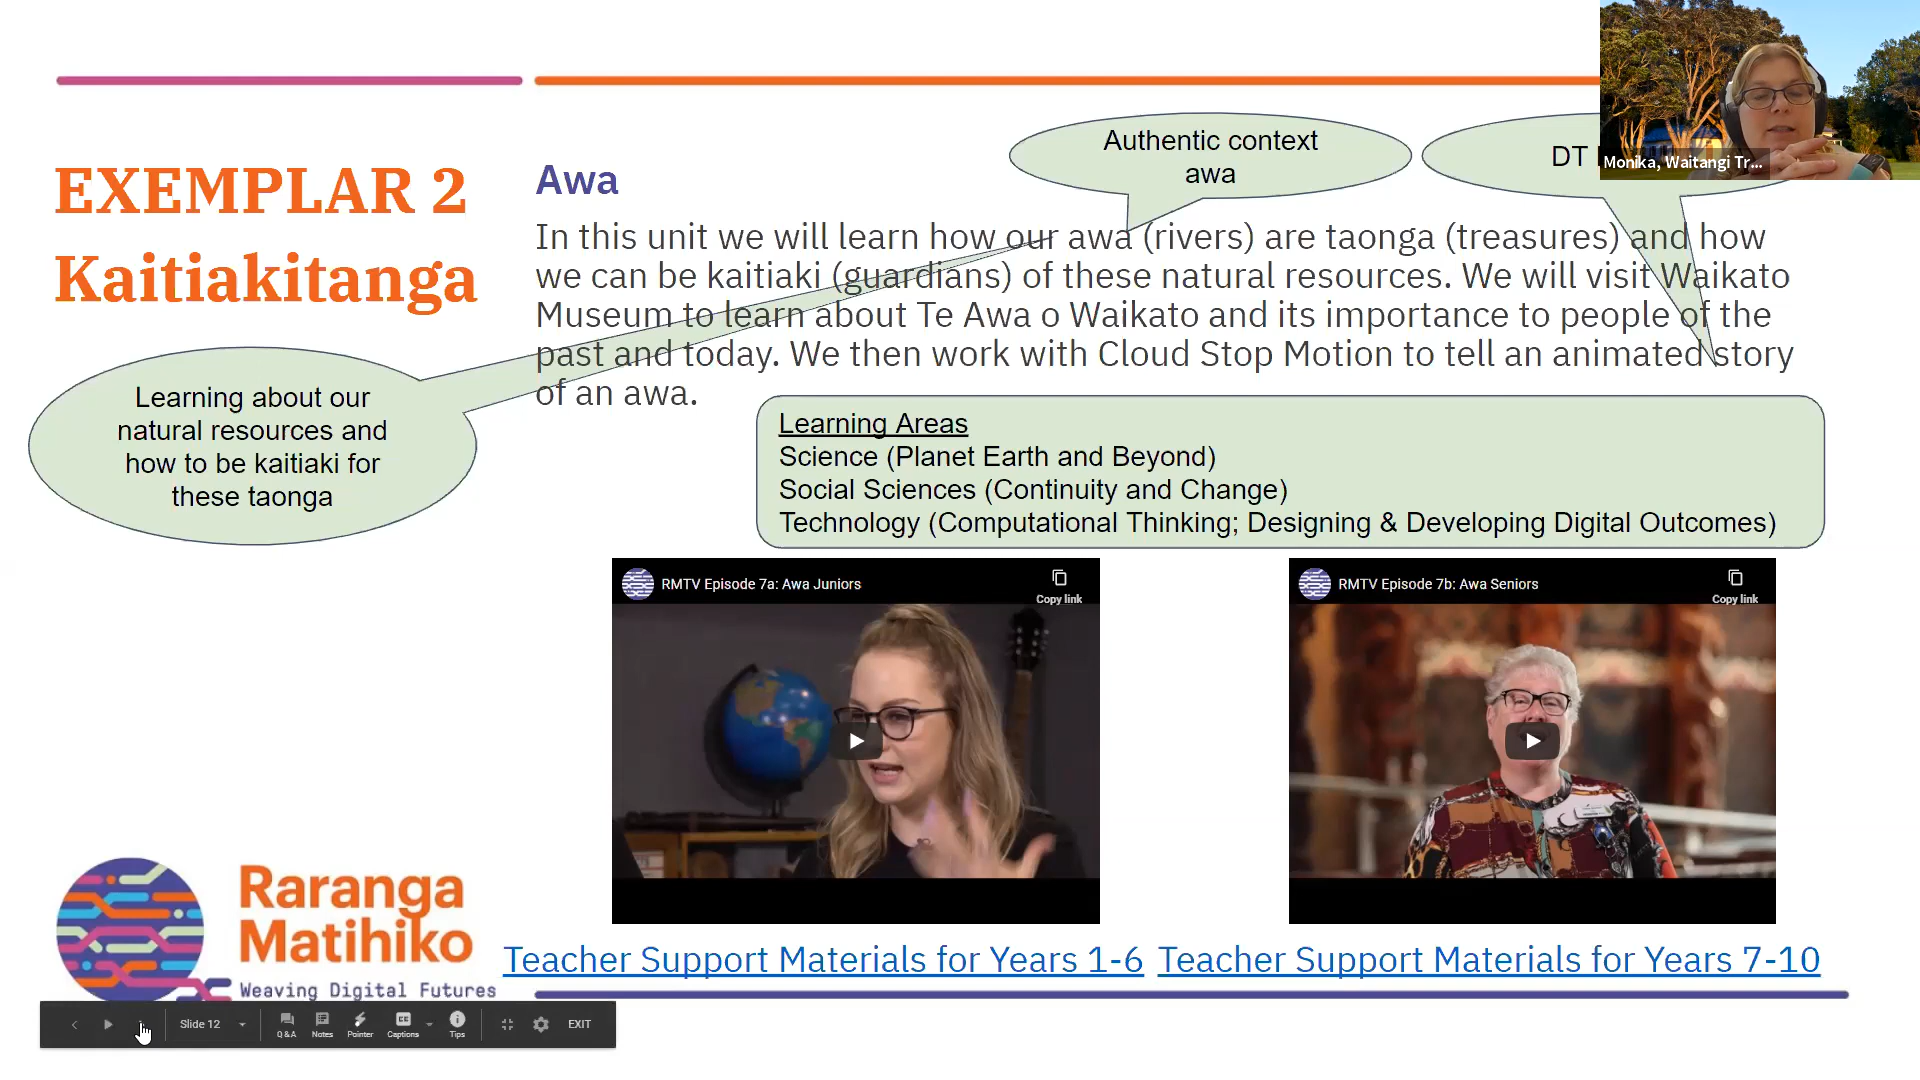 Monika, Waitangi Tr...
EXEMPLAR 2
Kaitiakitanga
Awa
Authentic context
awa
DT
In this unit we will learn how our awa (rivers) are taonga (treasures) and how
we can be kaitiaki (guardians) of these natural resources. We will visit Waikato
Museum to learn about Te Awa o Waikato and its importance to people of the
past and today. We then work with Cloud Stop Motion to tell an animated story
of an awa.
Learning about our
natural resources and
how to be kaitiaki for
these taonga
Learning Areas
Science (Planet Earth and Beyond)
Social Sciences (Continuity and Change)
Technology (Computational Thinking; Designing & Developing Digital Outcomes)
RMTV Episode 7a: Awa Juniors
Copy link
RMTV Episode 7b: Awa Seniors
Copy link
Raranga
Matihiko
Weaving Digital Futures
Teacher Support Materials for Years 1-6
Teacher Support Materials for Years 7-10
Slide 12
Q&A
Notes
Pointer
Captions
Tips
EXIT